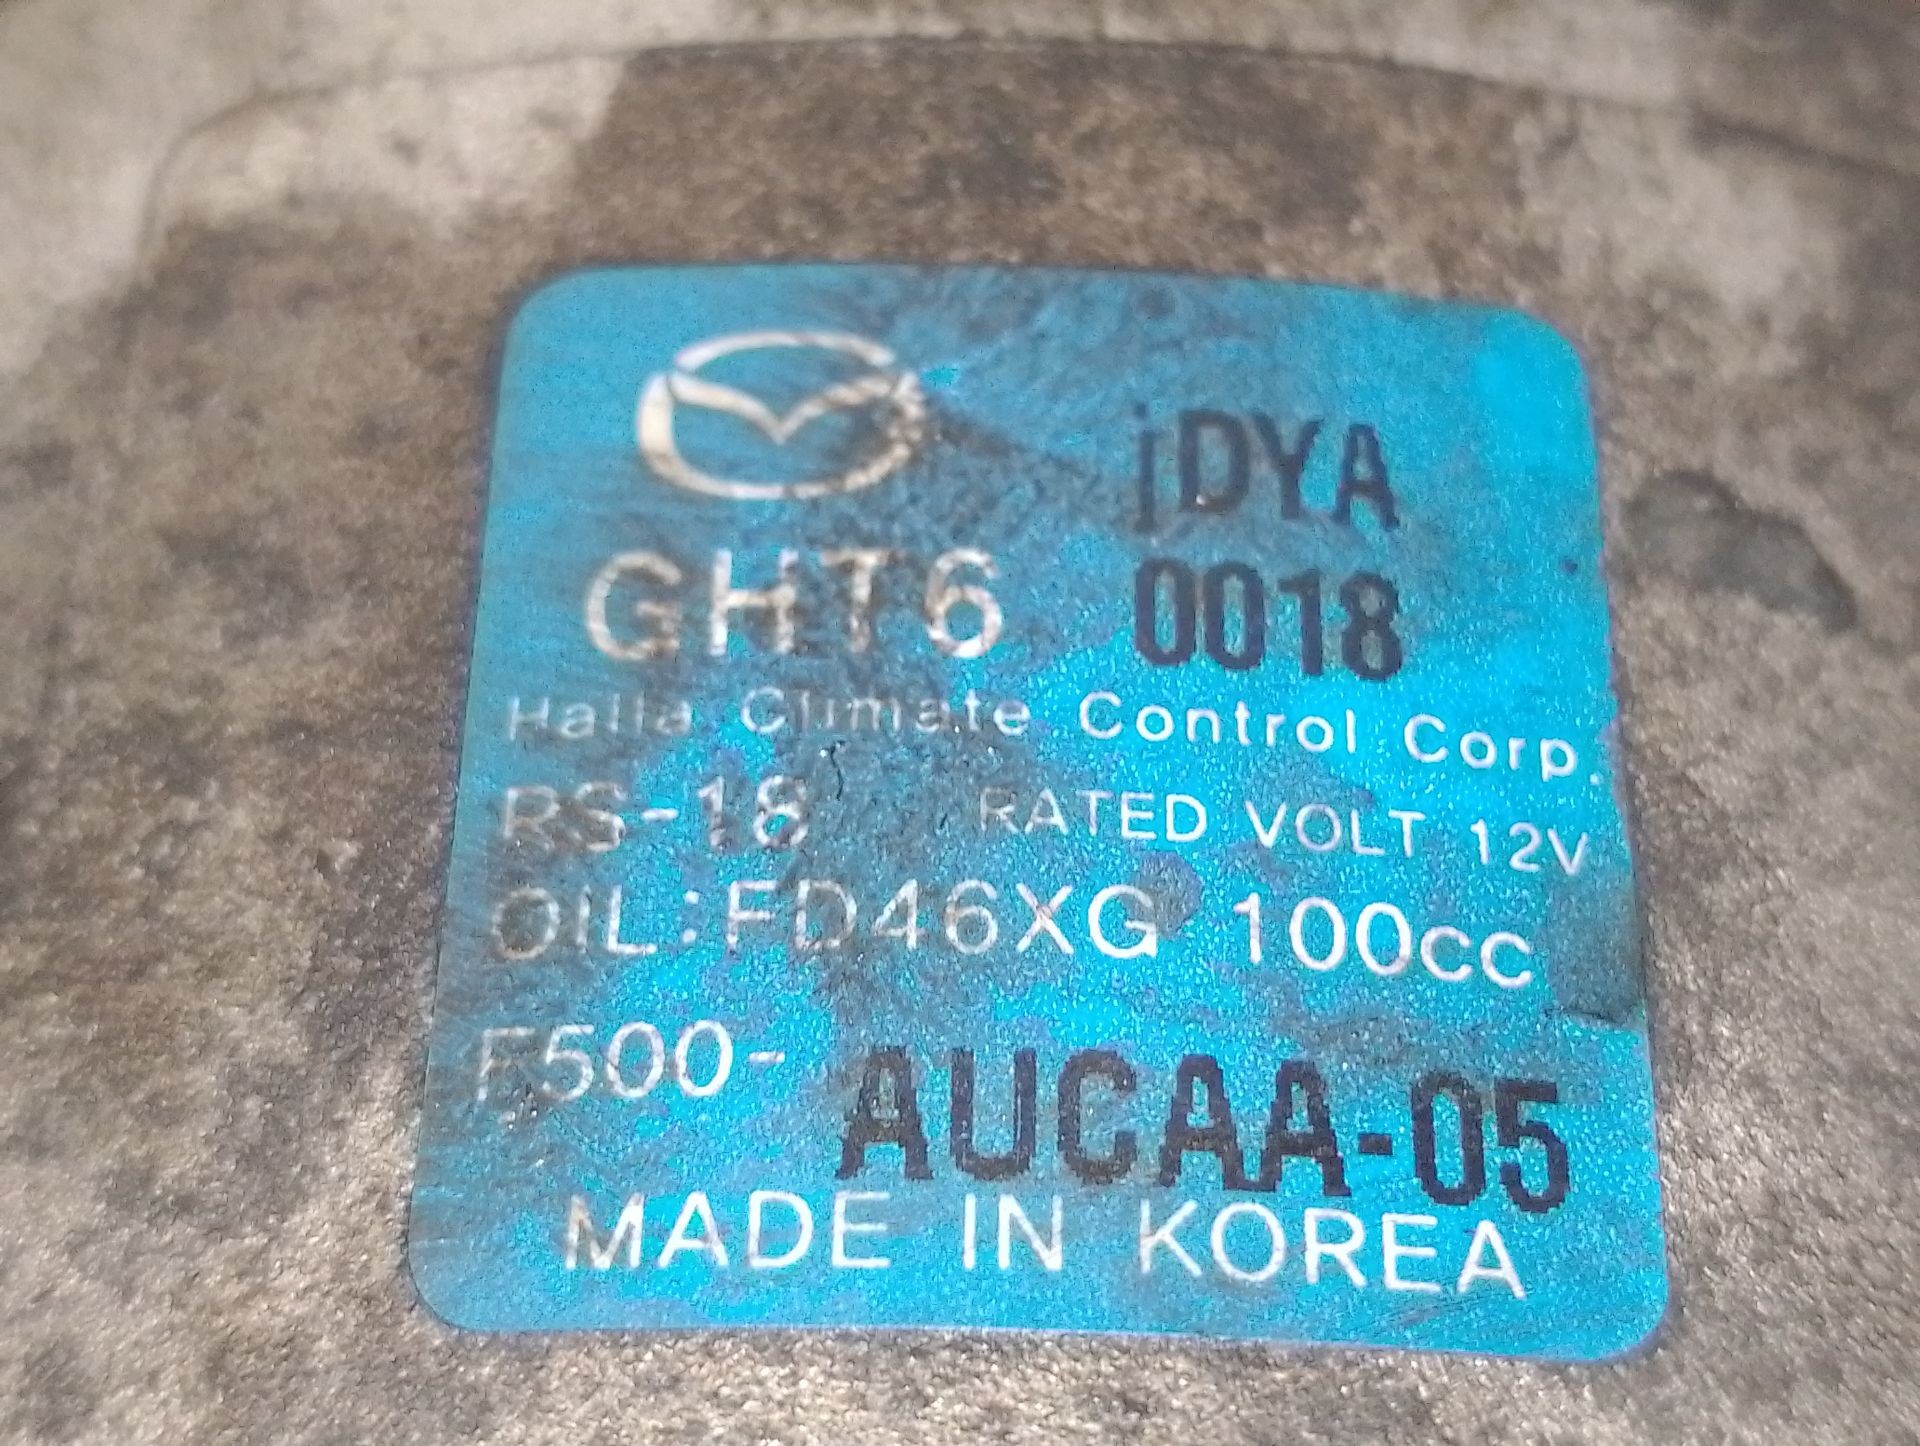 jDYA
GHT6 0018
Halla Climate Control Corp.
RS-18 RATED VOLT 12V
OIL:FD46XG 100cc
F500-AUCAA-05
MADE IN KOREA